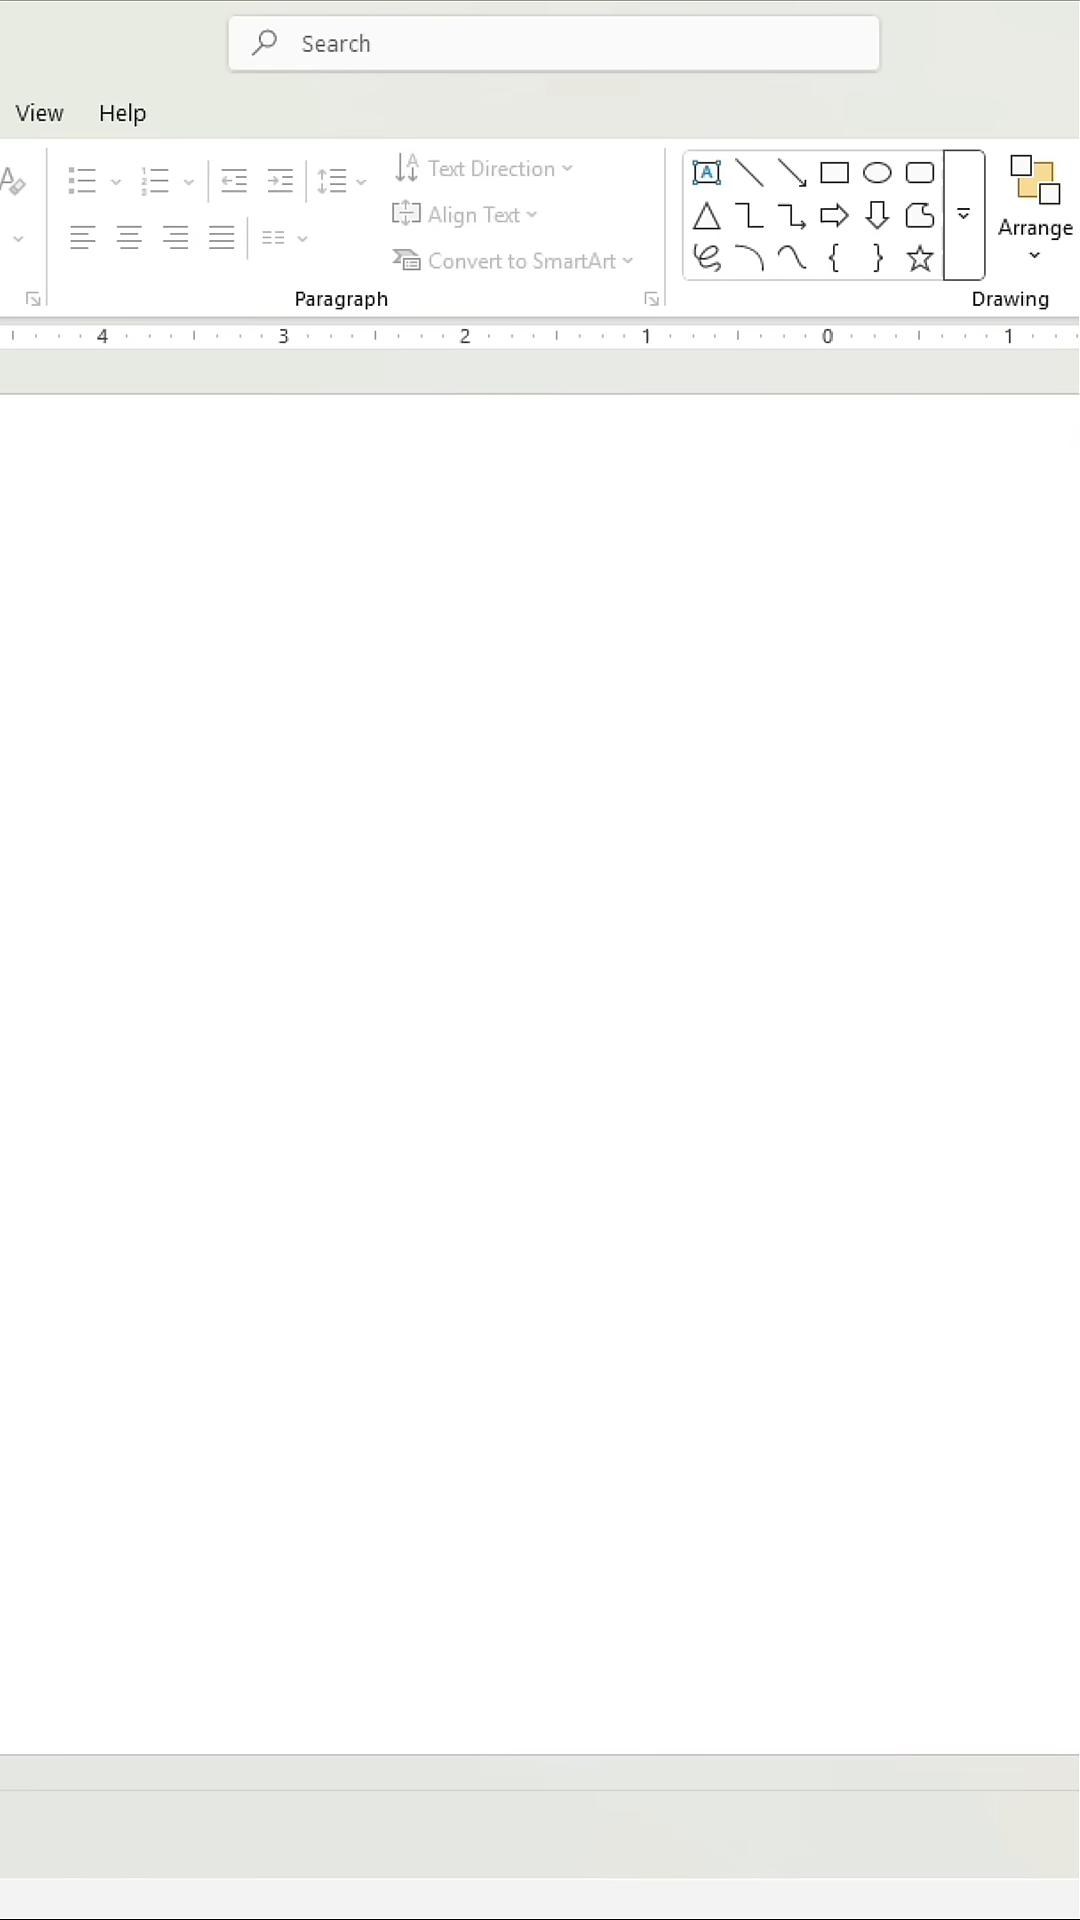 Search
View Help
Text Direction
Align Text
Convert to SmartArt
Arrange
Paragraph
Drawing
4 3 2 1 0 1